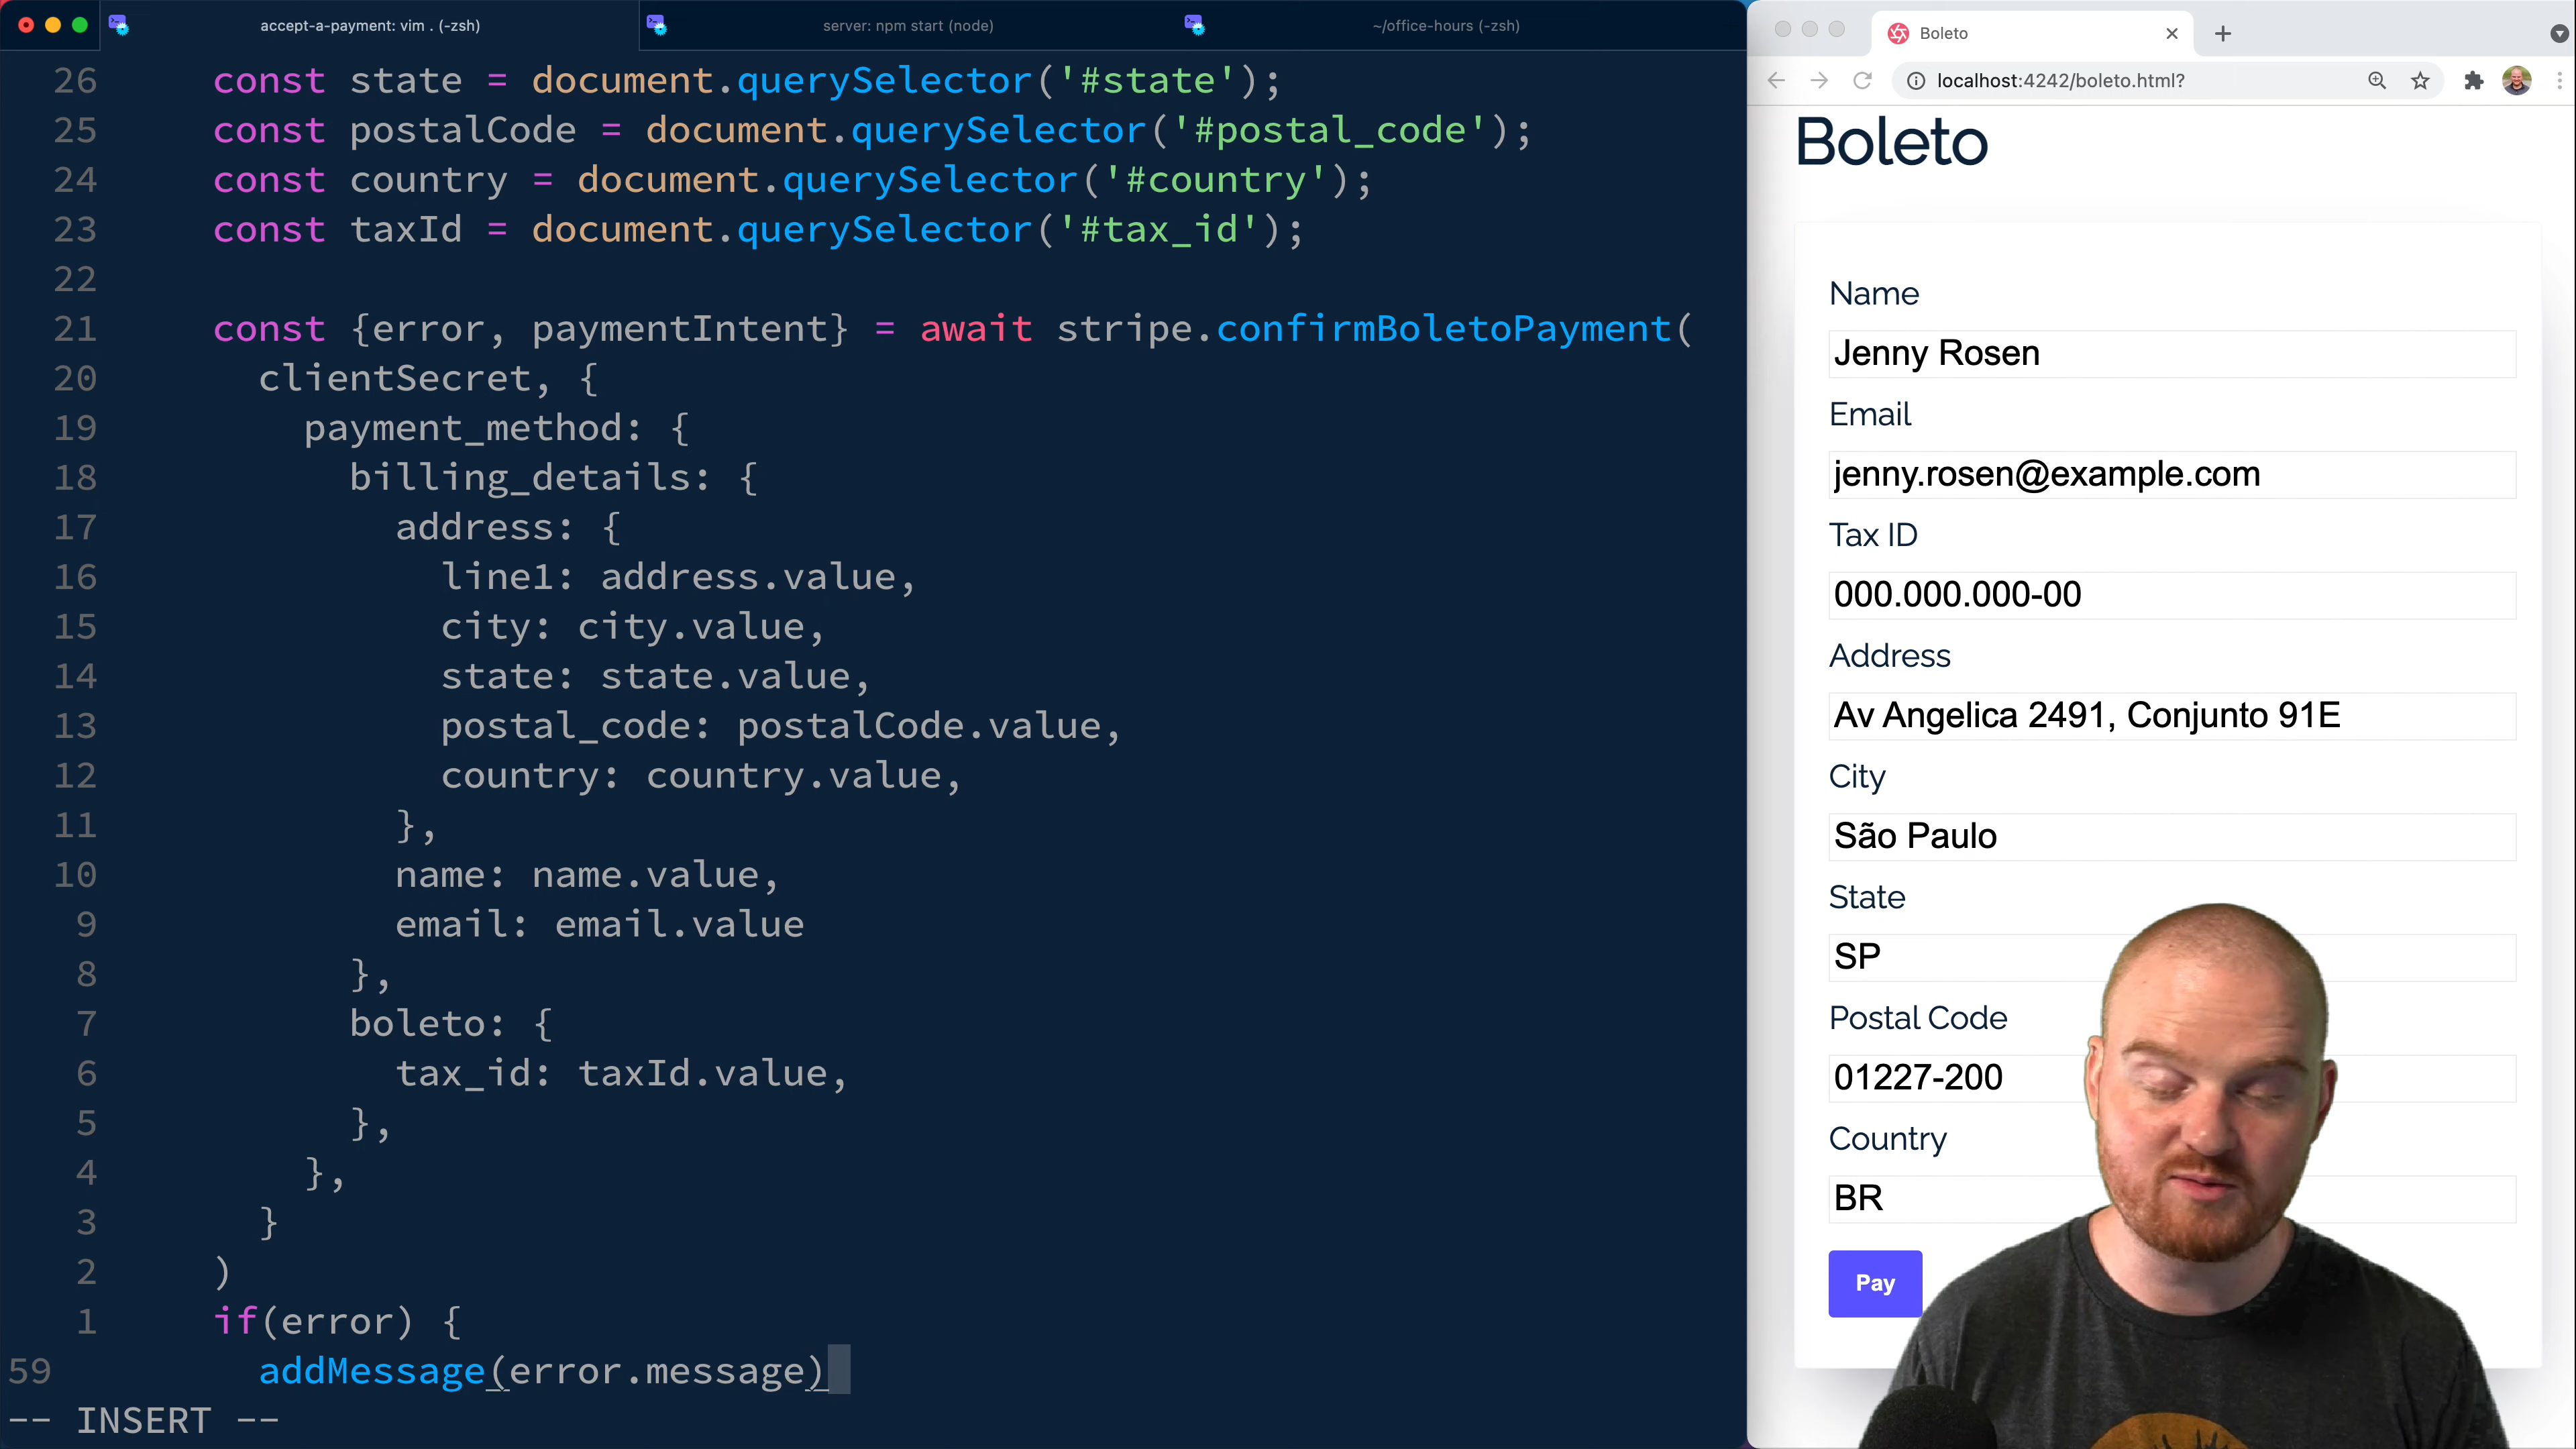 accept-a-payment: vim . (-zsh)
server: npm start (node)
~/office-hours (-zsh)
26 const state = document.querySelector('#state');
25 const postalCode = document.querySelector('#postal_code');
24 const country = document.querySelector('#country');
23 const taxId = document.querySelector('#tax_id');
22
21 const {error, paymentIntent} = await stripe.confirmBoletoPayment(
20 clientSecret, {
19 payment_method: {
18 billing_details: {
17 address: {
16 line1: address.value,
15 city: city.value,
14 state: state.value,
13 postal_code: postalCode.value,
12 country: country.value,
11 },
10 name: name.value,
9 email: email.value
8 },
7 boleto: {
6 tax_id: taxId.value,
5 },
4 },
3 }
2 )
1 if(error) {
59 addMessage(error.message)
-- INSERT --
Boleto
localhost:4242/boleto.html?
Boleto
Name
Jenny Rosen
Email
jenny.rosen@example.com
Tax ID
000.000.000-00
Address
Av Angelica 2491, Conjunto 91E
City
São Paulo
State
SP
Postal Code
01227-200
Country
BR
Pay